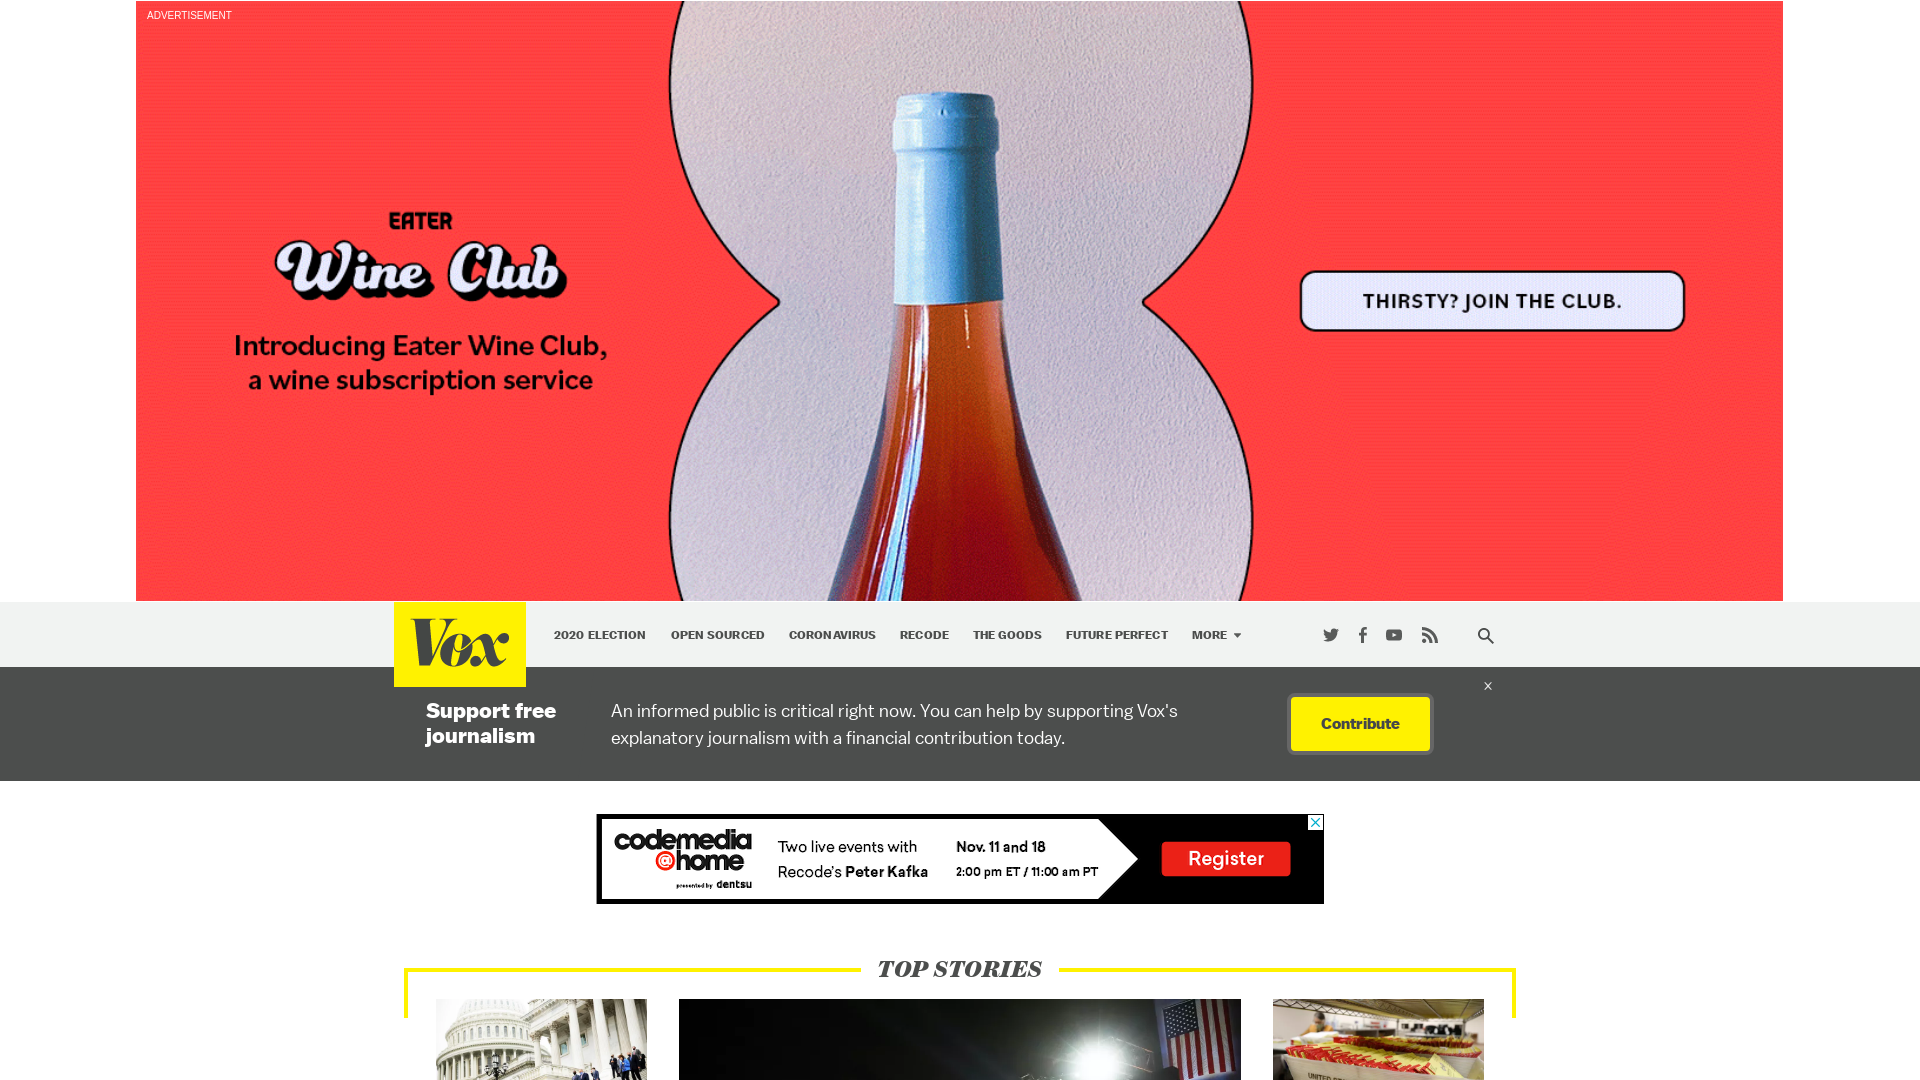 ADVERTISEMENT
EATER
Wine Club
Introducing Eater Wine Club,
a wine subscription service
THIRSTY? JOIN THE CLUB.
Vox
2020 ELECTION OPEN SOURCED CORONAVIRUS RECODE THE GOODS FUTURE PERFECT MORE
Support free
journalism
An informed public is critical right now. You can help by supporting Vox's
explanatory journalism with a financial contribution today.
Contribute
codemedia
@home
presented by dentsu
Two live events with
Recode's Peter Kafka
Nov. 11 and 18
2:00 pm ET / 11:00 am PT
Register
TOP STORIES